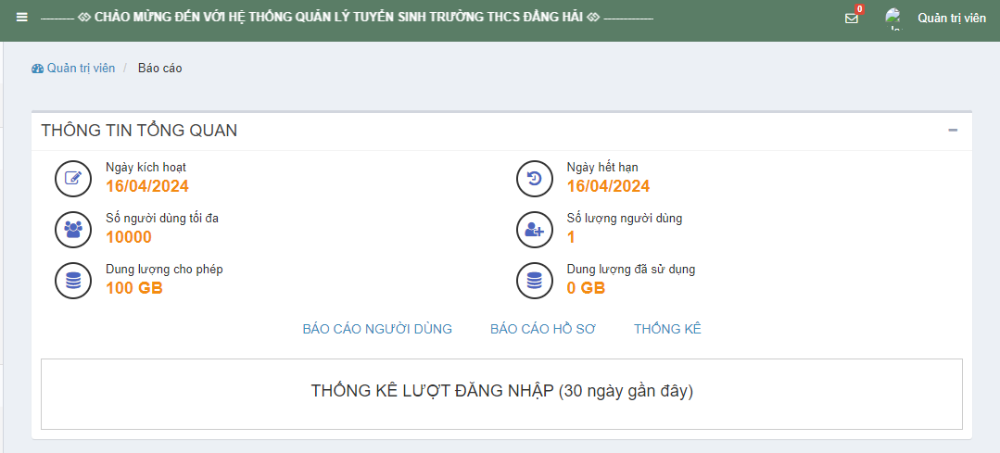 ---------- CHÀO MỪNG ĐẾN VỚI HỆ THỐNG QUẢN LÝ TUYỂN SINH TRƯỜNG THCS ĐẰNG HẢI ---------------
0
Quản trị viên
Quản trị viên / Báo cáo
THÔNG TIN TỔNG QUAN
Ngày kích hoạt
16/04/2024
Ngày hết hạn
16/04/2024
Số người dùng tối đa
10000
Số lượng người dùng
1
Dung lượng cho phép
100 GB
Dung lượng đã sử dụng
0 GB
BÁO CÁO NGƯỜI DÙNG BÁO CÁO HỒ SƠ THỐNG KÊ
THỐNG KÊ LƯỢT ĐĂNG NHẬP (30 ngày gần đây)